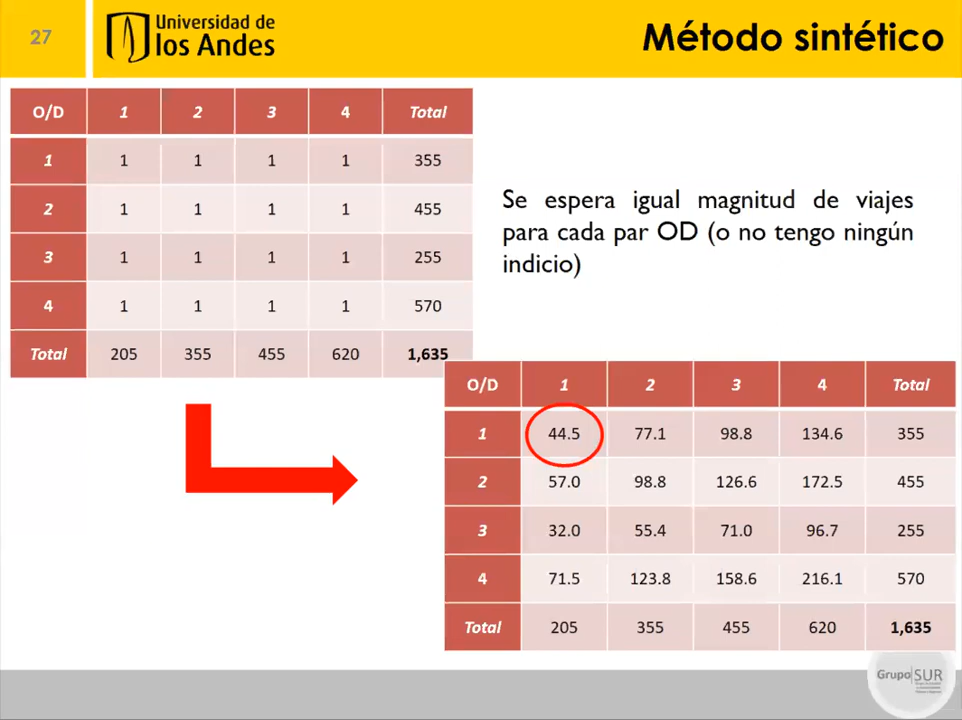 27
Universidad de
los Andes
Método sintético
O/D 1 2 3 4 Total
1 1 1 1 1 355
2 1 1 1 1 455
3 1 1 1 1 255
4 1 1 1 1 570
Total 205 355 455 620 1,635
Se espera igual magnitud de viajes
para cada par OD (o no tengo ningún
indicio)
O/D 1 2 3 4 Total
1 44.5 77.1 98.8 134.6 355
2 57.0 98.8 126.6 172.5 455
3 32.0 55.4 71.0 96.7 255
4 71.5 123.8 158.6 216.1 570
Total 205 355 455 620 1,635
Grupo SUR